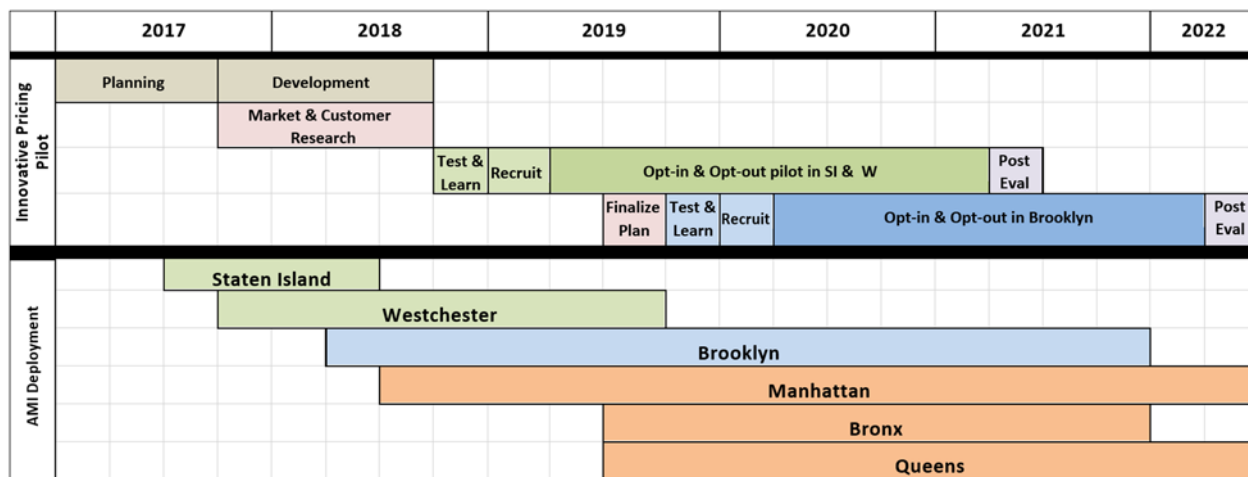 2017 2018 2019 2020 2021 2022
Innovative Pricing
Pilot
Planning Development
Market & Customer
Research
Test &
Learn
Recruit
Opt-in & Opt-out pilot in SI & W
Post
Eval
Finalize
Plan
Test &
Learn
Recruit
Opt-in & Opt-out in Brooklyn
Post
Eval
AMI Deployment
Staten Island
Westchester
Brooklyn
Manhattan
Bronx
Queens